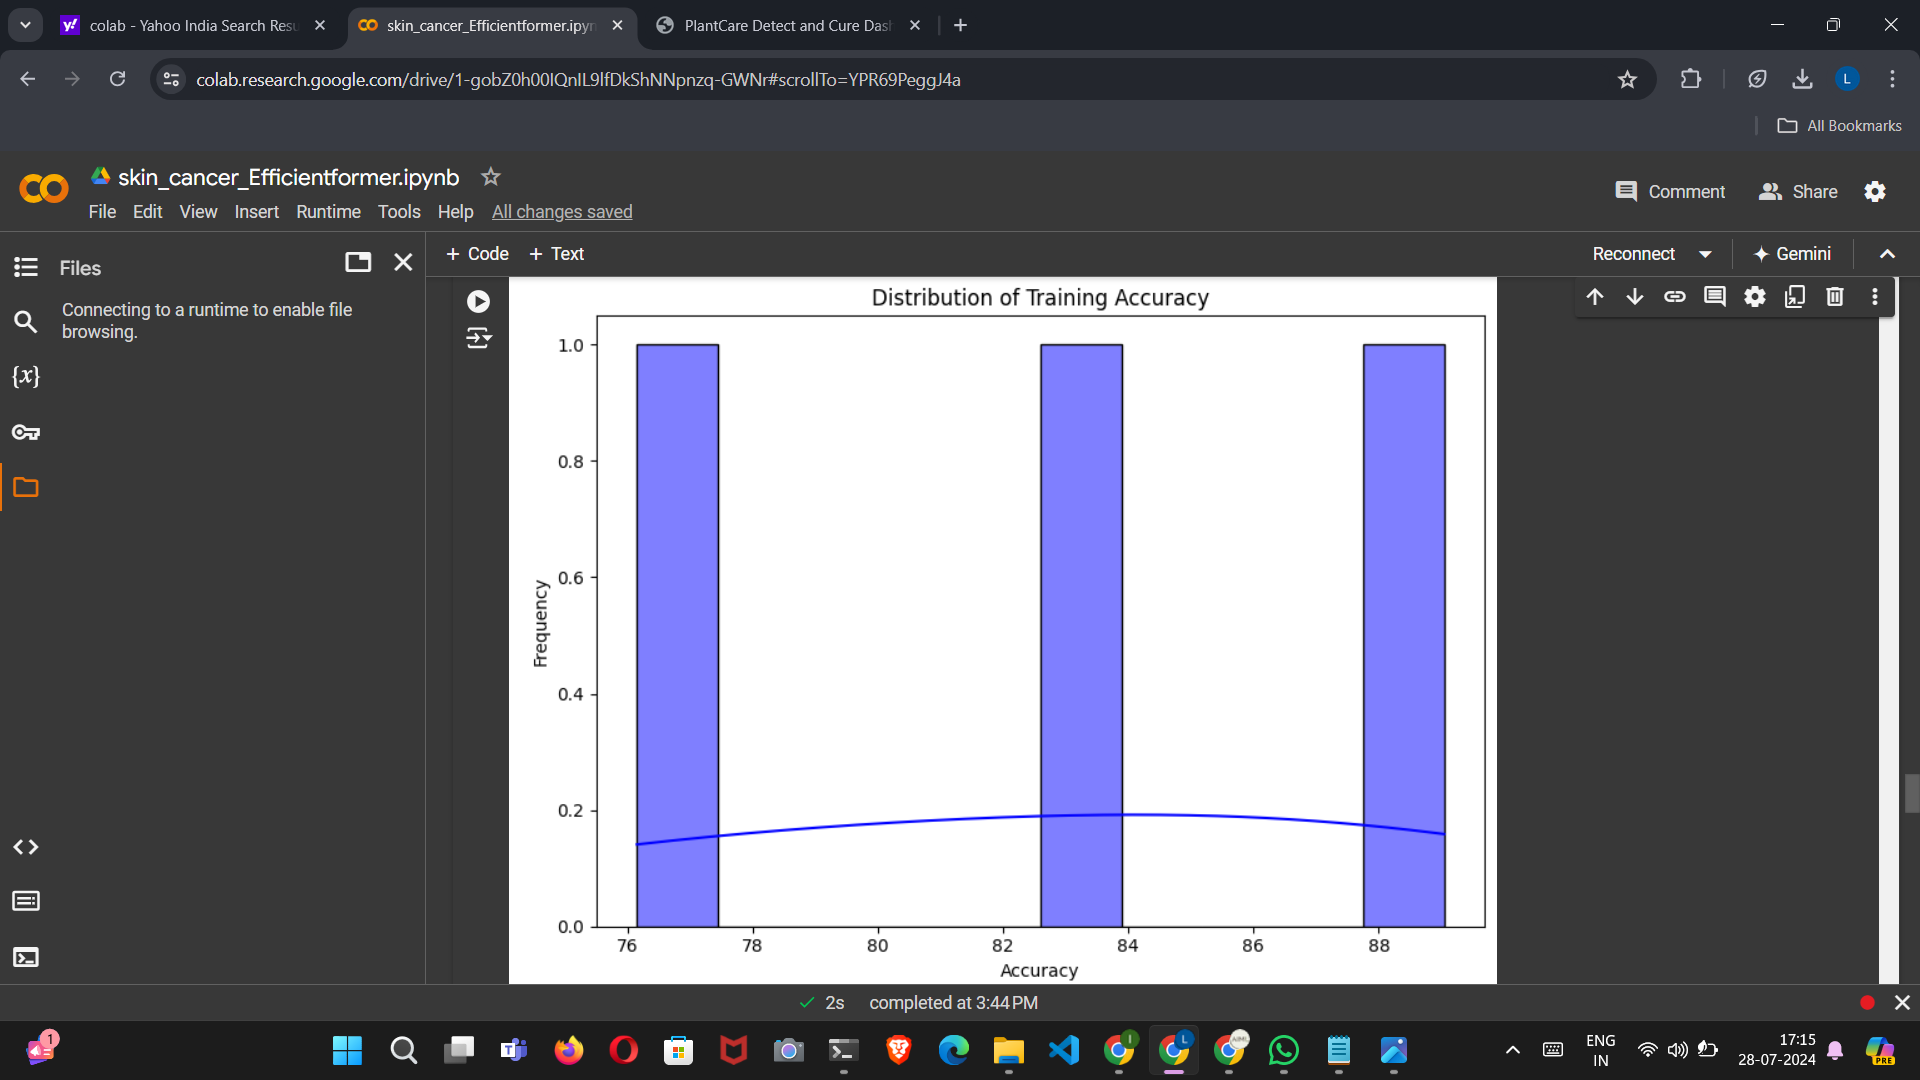 colab - Yahoo India Search Resu
skin_cancer_Efficientformer.ipyn
PlantCare Detect and Cure Dash
colab.research.google.com/drive/1-gobZ0h00IQnIL9lfDkShNNpnzq-GWNr#scrollTo=YPR69PeggJ4a
L
All Bookmarks
skin_cancer_Efficientformer.ipynb
Comment
Share
File Edit View Insert Runtime Tools Help All changes saved
Files
+ Code + Text
Reconnect
Gemini
Connecting to a runtime to enable file
browsing.
{x}
Distribution of Training Accuracy
1.0
0.8
0.6
0.4
0.2
0.0
Frequency
76 78 80 82 84 86 88
Accuracy
2s completed at 3:44 PM
1
I
L
AIML
ENG
IN
17:15
28-07-2024
PRE